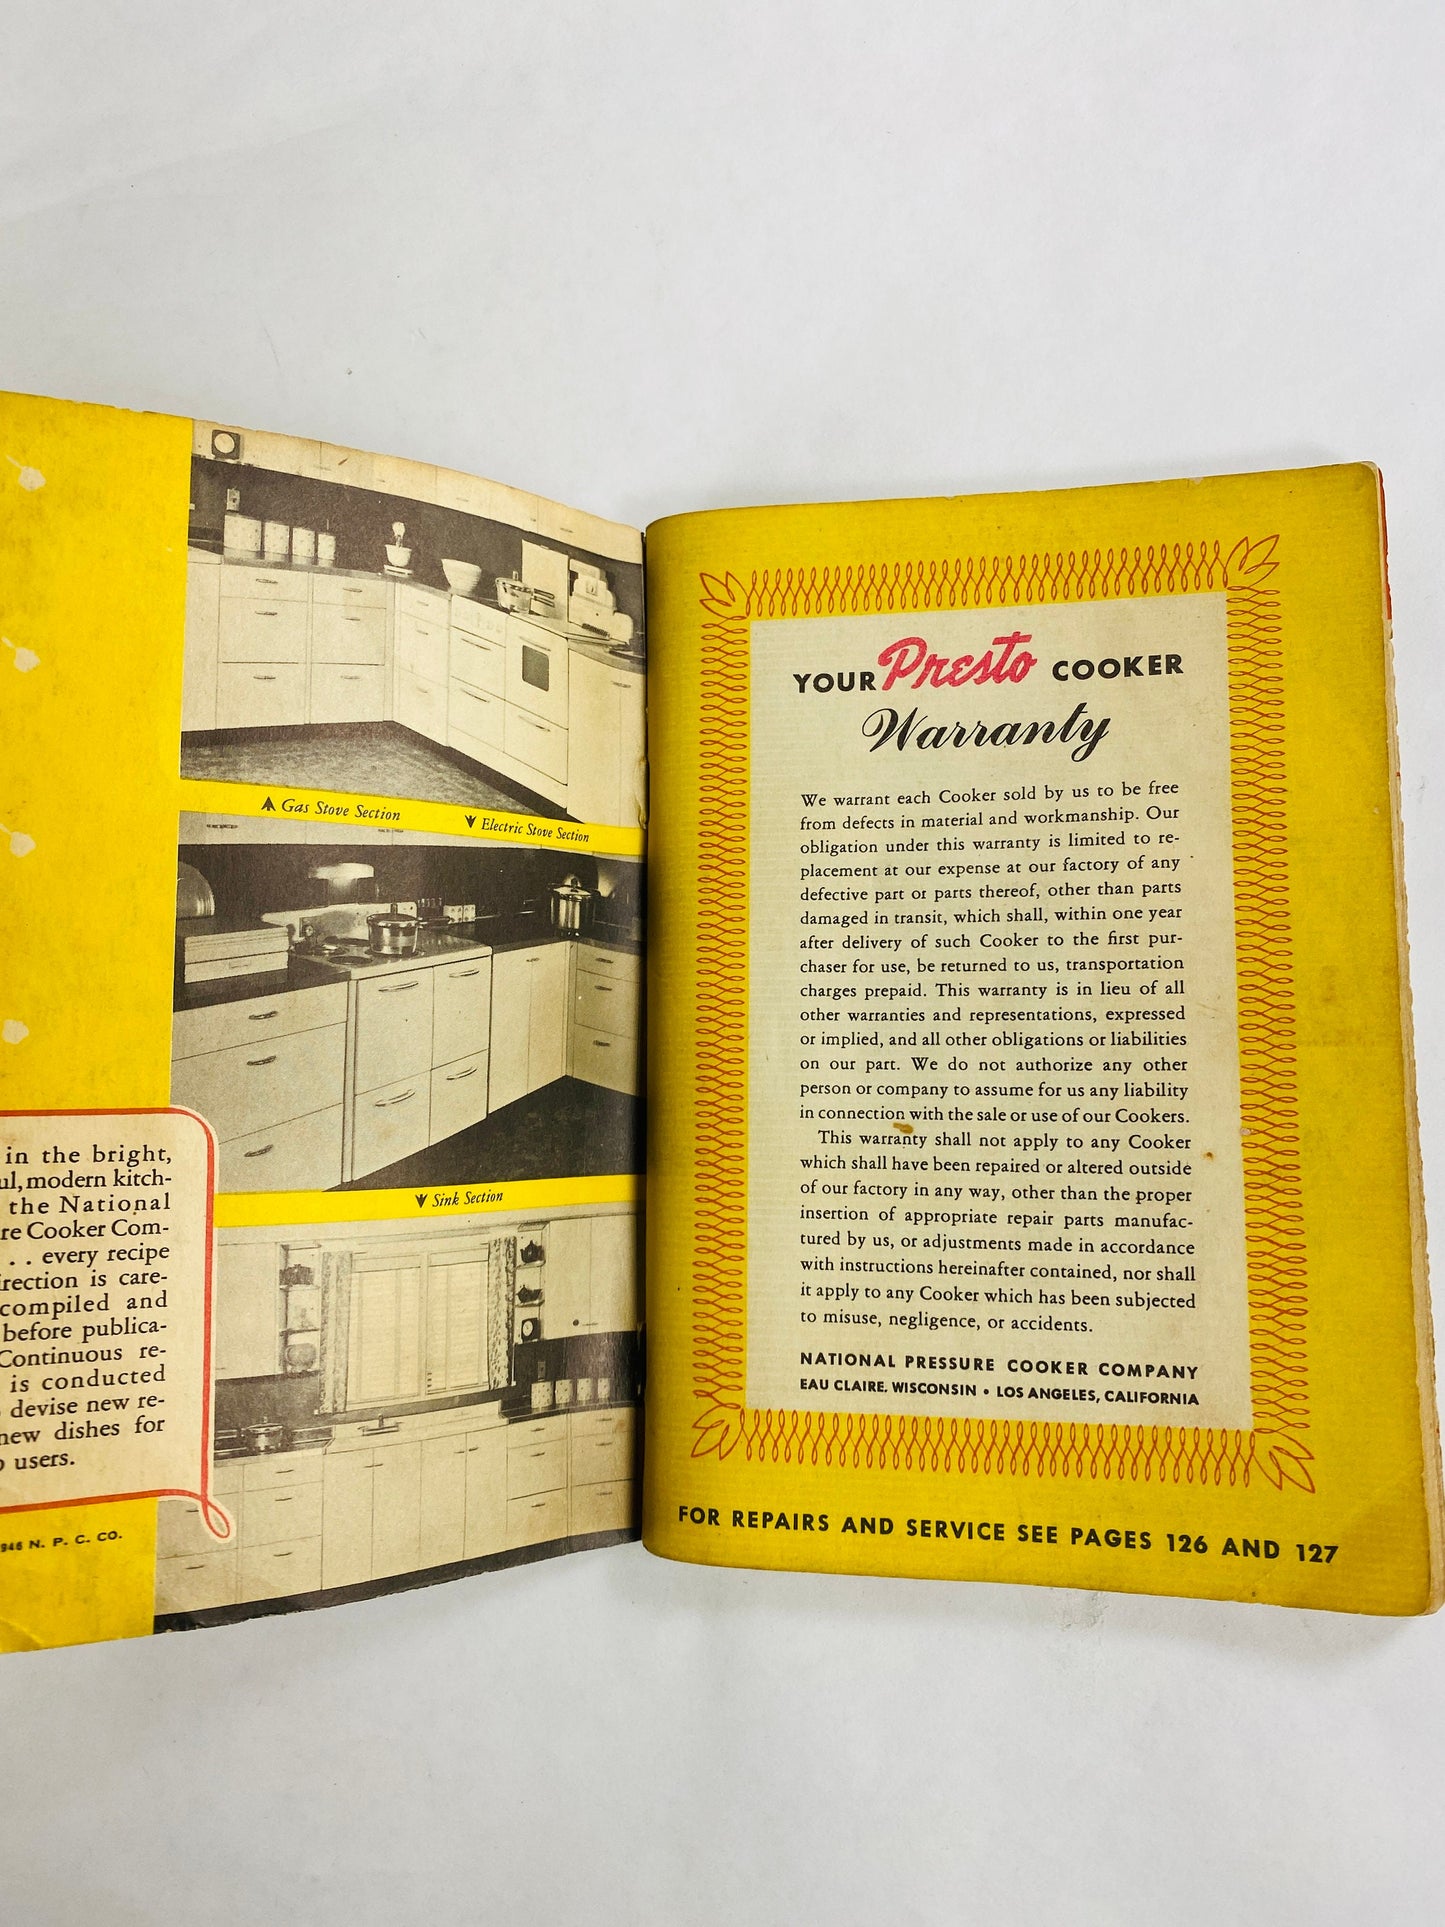 Gas Stove Section
Electric Stove Section
Sink Section
in the bright,
modern kitch-
the National
Cooker Com-
. . every recipe
is care-
compiled and
before publica-
Continuous re-
is conducted
devise new re-
new dishes for
users.
N. P. C. CO.
YOUR Presto COOKER
Warranty
We warrant each Cooker sold by us to be free
from defects in material and workmanship. Our
obligation under this warranty is limited to re-
placement at our expense at our factory of any
defective part or parts thereof, other than parts
damaged in transit, which shall, within one year
after delivery of such Cooker to the first pur-
chaser for use, be returned to us, transportation
charges prepaid. This warranty is in lieu of all
other warranties and representations, expressed
or implied, and all other obligations or liabilities
on our part. We do not authorize any other
person or company to assume for us any liability
in connection with the sale or use of our Cookers.
This warranty shall not apply to any Cooker
which shall have been repaired or altered outside
of our factory in any way, other than the proper
insertion of appropriate repair parts manufac-
tured by us, or adjustments made in accordance
with instructions hereinafter contained, nor shall
it apply to any Cooker which has been subjected
to misuse, negligence, or accidents.
NATIONAL PRESSURE COOKER COMPANY
EAU CLAIRE, WISCONSIN • LOS ANGELES, CALIFORNIA
FOR REPAIRS AND SERVICE SEE PAGES 126 AND 127